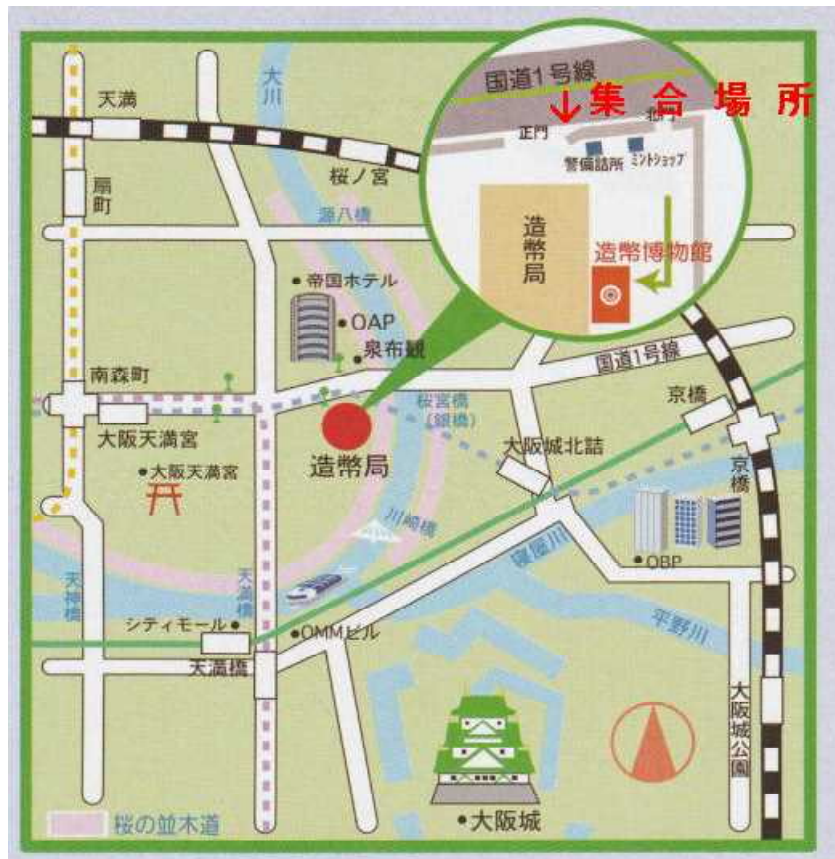 国道1号線
↓集合場所
正門
北門
警備詰所
ミントショップ
造幣局
造幣博物館
大川
天満
桜ノ宮
扇町
源八橋
帝国ホテル
OAP
泉布観
国道1号線
南森町
桜宮橋
(銀橋)
京橋
大阪天満宮
大阪城北詰
造幣局
大阪天満宮
京橋
川崎橋
寝屋川
OBP
天神橋
天満橋
シティモール
OMMビル
平野川
天満橋
大阪城公園
桜の並木道
大阪城